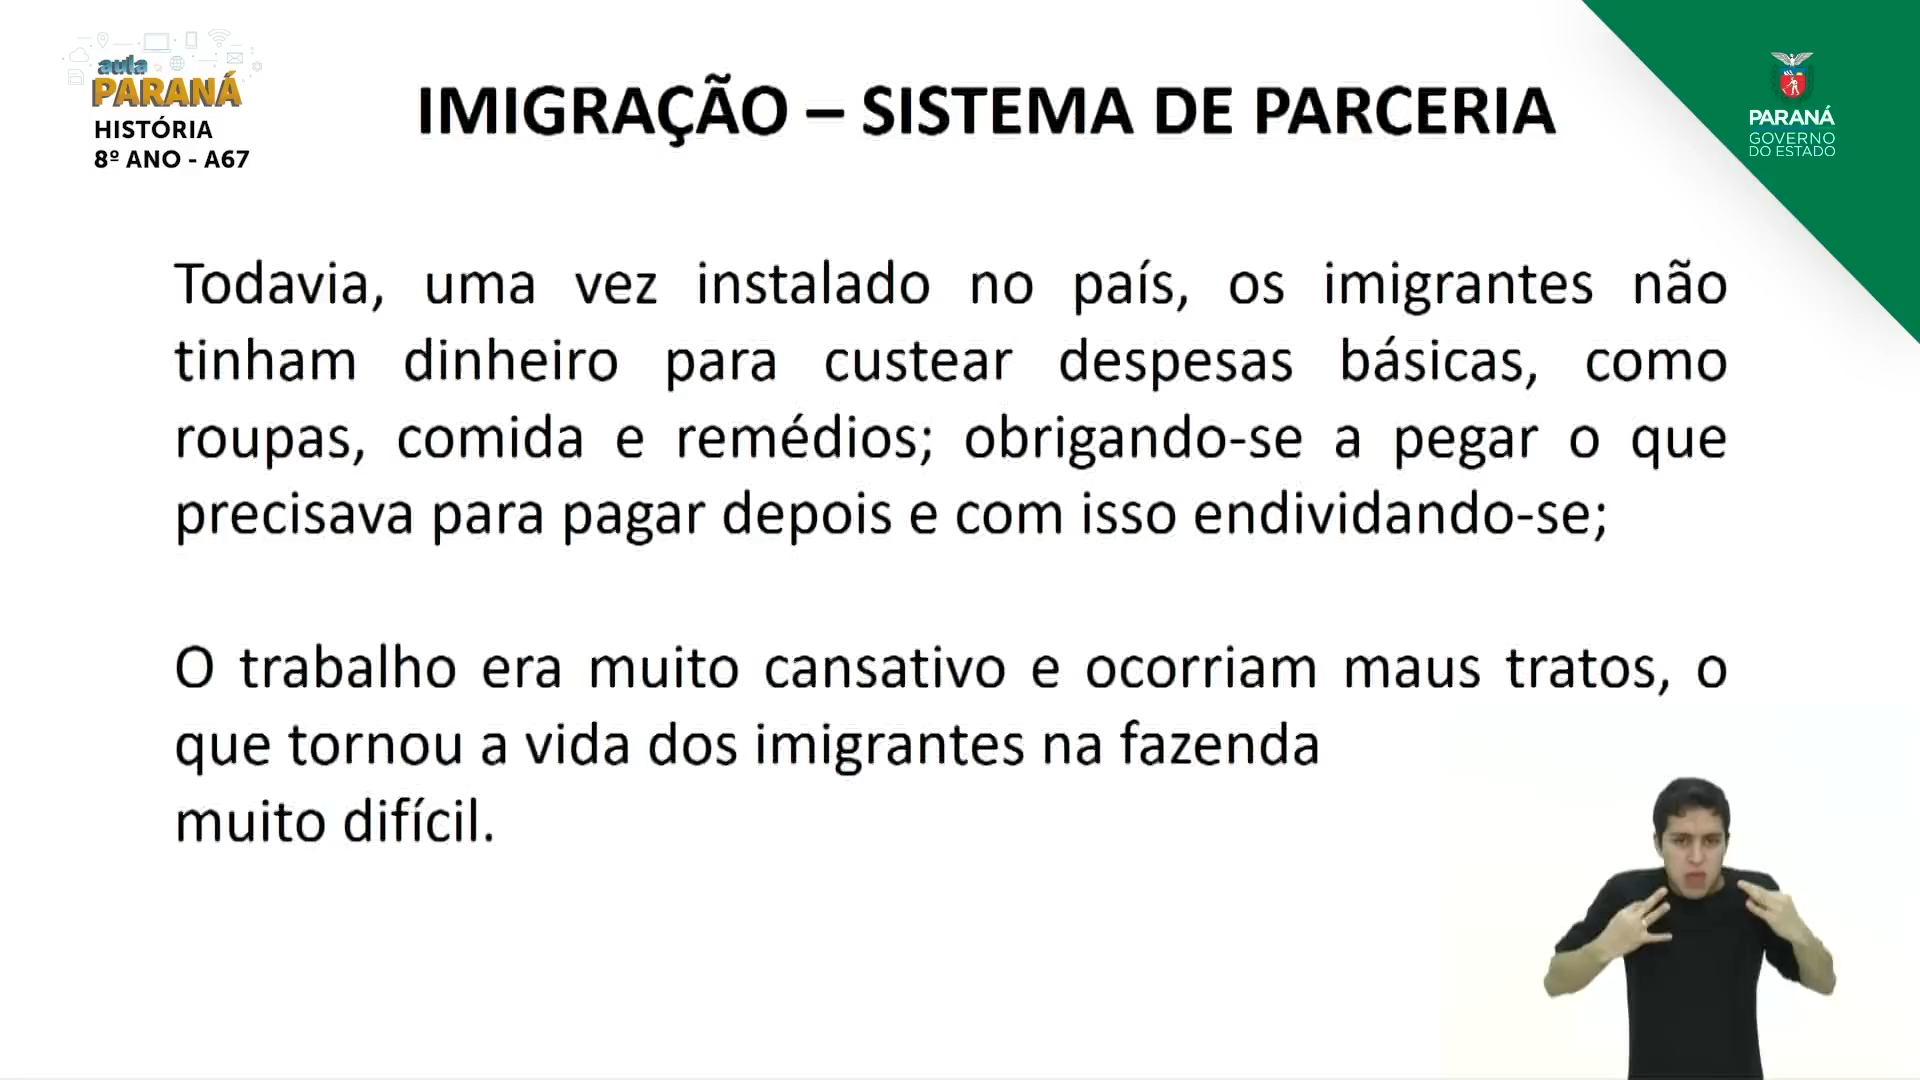 aula
PARANÁ
HISTÓRIA
8º ANO - A67
IMIGRAÇÃO – SISTEMA DE PARCERIA
PARANÁ
GOVERNO
DO ESTADO
Todavia, uma vez instalado no país, os imigrantes não
tinham dinheiro para custear despesas básicas, como
roupas, comida e remédios; obrigando-se a pegar o que
precisava para pagar depois e com isso endividando-se;
O trabalho era muito cansativo e ocorriam maus tratos, o
que tornou a vida dos imigrantes na fazenda
muito difícil.